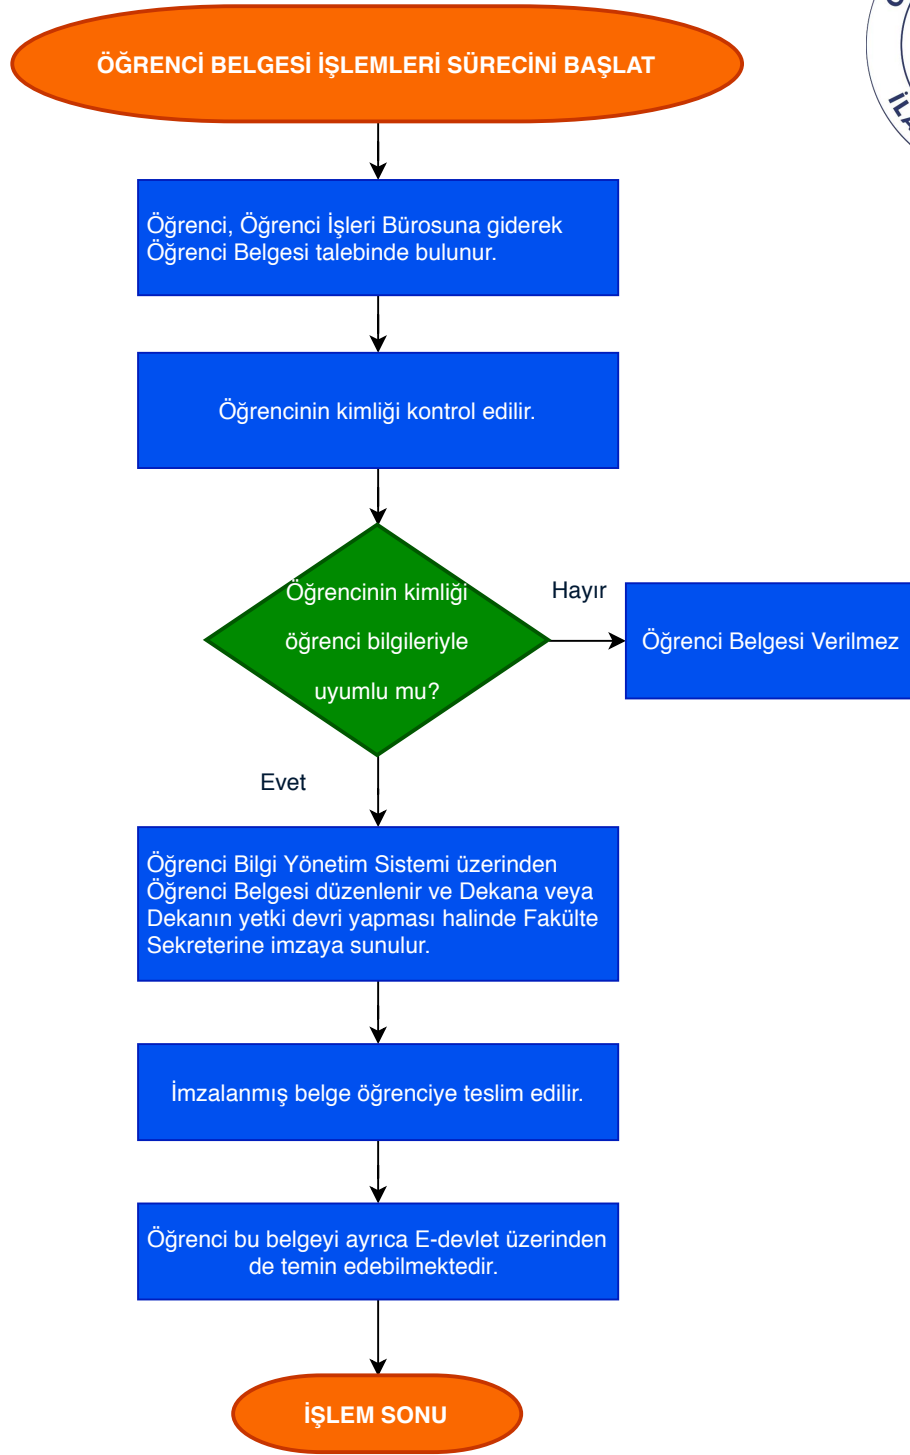 ÖĞRENCİ BELGESİ İŞLEMLERİ SÜRECİNİ BAŞLAT
Öğrenci, Öğrenci İşleri Bürosuna giderek
Öğrenci Belgesi talebinde bulunur.
Öğrencinin kimliği kontrol edilir.
Öğrencinin kimliği
öğrenci bilgileriyle
uyumlu mu?
Hayır
Öğrenci Belgesi Verilmez
Evet
Öğrenci Bilgi Yönetim Sistemi üzerinden
Öğrenci Belgesi düzenlenir ve Dekana veya
Dekanın yetki devri yapması halinde Fakülte
Sekreterine imzaya sunulur.
İmzalanmış belge öğrenciye teslim edilir.
Öğrenci bu belgeyi ayrıca E-devlet üzerinden
de temin edebilmektedir.
İŞLEM SONU